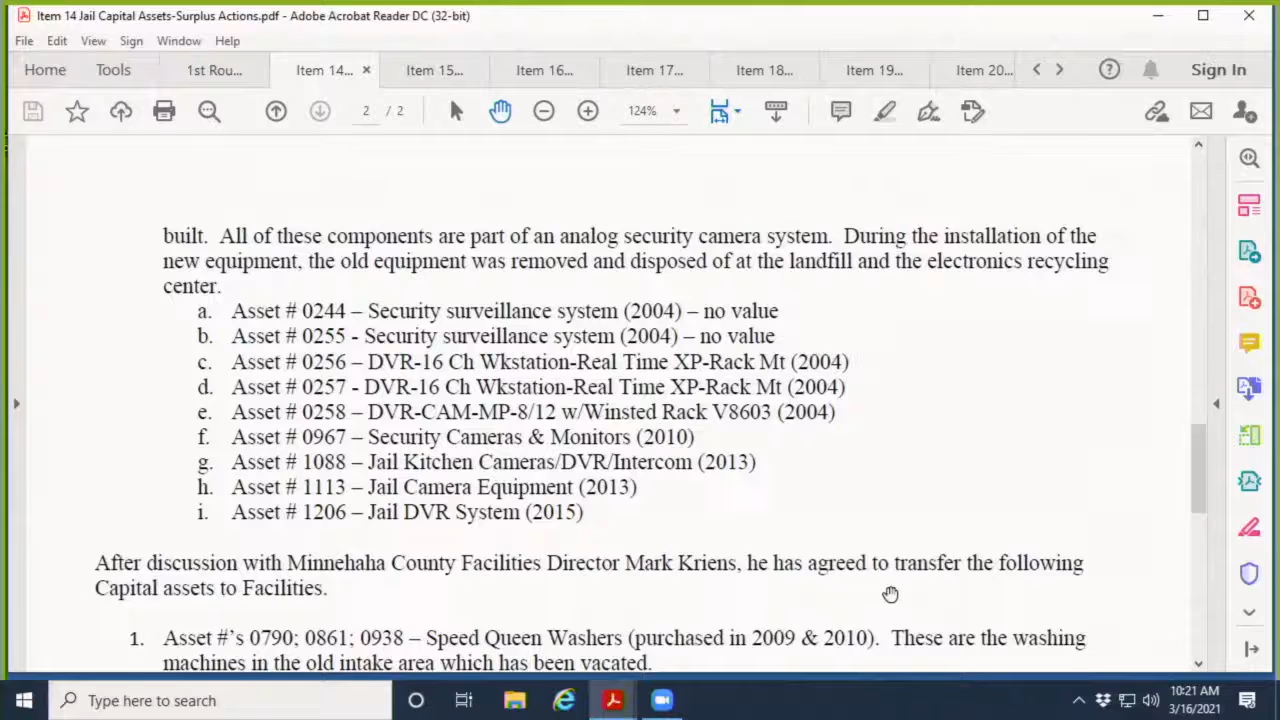 Item 14 Jail Capital Assets-Surplus Actions.pdf - Adobe Acrobat Reader DC (32-bit)
File Edit View Sign Window Help
Home Tools 1st Rou... Item 14... × Item 15... Item 16... Item 17... Item 18... Item 19... Item 20... Sign In
2 / 2 124%
built. All of these components are part of an analog security camera system. During the installation of the
new equipment, the old equipment was removed and disposed of at the landfill and the electronics recycling
center.
a. Asset # 0244 – Security surveillance system (2004) – no value
b. Asset # 0255 - Security surveillance system (2004) – no value
c. Asset # 0256 – DVR-16 Ch Wkstation-Real Time XP-Rack Mt (2004)
d. Asset # 0257 - DVR-16 Ch Wkstation-Real Time XP-Rack Mt (2004)
e. Asset # 0258 – DVR-CAM-MP-8/12 w/Winsted Rack V8603 (2004)
f. Asset # 0967 – Security Cameras & Monitors (2010)
g. Asset # 1088 – Jail Kitchen Cameras/DVR/Intercom (2013)
h. Asset # 1113 – Jail Camera Equipment (2013)
i. Asset # 1206 – Jail DVR System (2015)
After discussion with Minnehaha County Facilities Director Mark Kriens, he has agreed to transfer the following
Capital assets to Facilities.
1. Asset #'s 0790; 0861; 0938 – Speed Queen Washers (purchased in 2009 & 2010). These are the washing
machines in the old intake area which has been vacated.
Type here to search
10:21 AM
3/16/2021